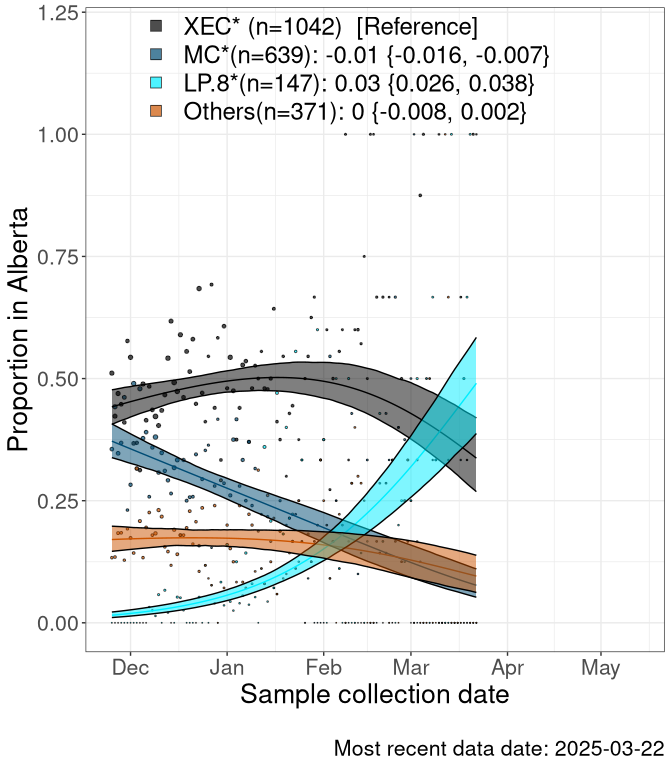 XEC* (n=1042)  [Reference]
MC*(n=639): -0.01 {-0.016, -0.007}
LP.8*(n=147): 0.03 {0.026, 0.038}
Others(n=371): 0 {-0.008, 0.002}
1.25
1.00
0.75
0.50
0.25
0.00
Proportion in Alberta
Dec Jan Feb Mar Apr May
Sample collection date
Most recent data date: 2025-03-22